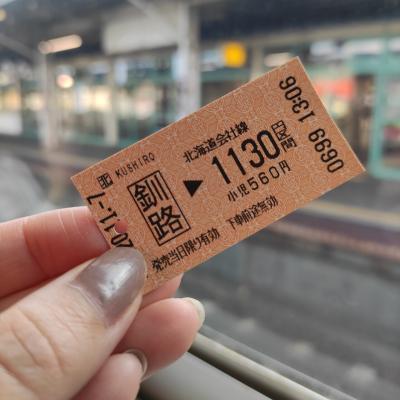 北海道会社線
KUSHIRO
釧路▶1130円区間
小児560円
発売当日限り有効 下車前途無効
0699 13:06